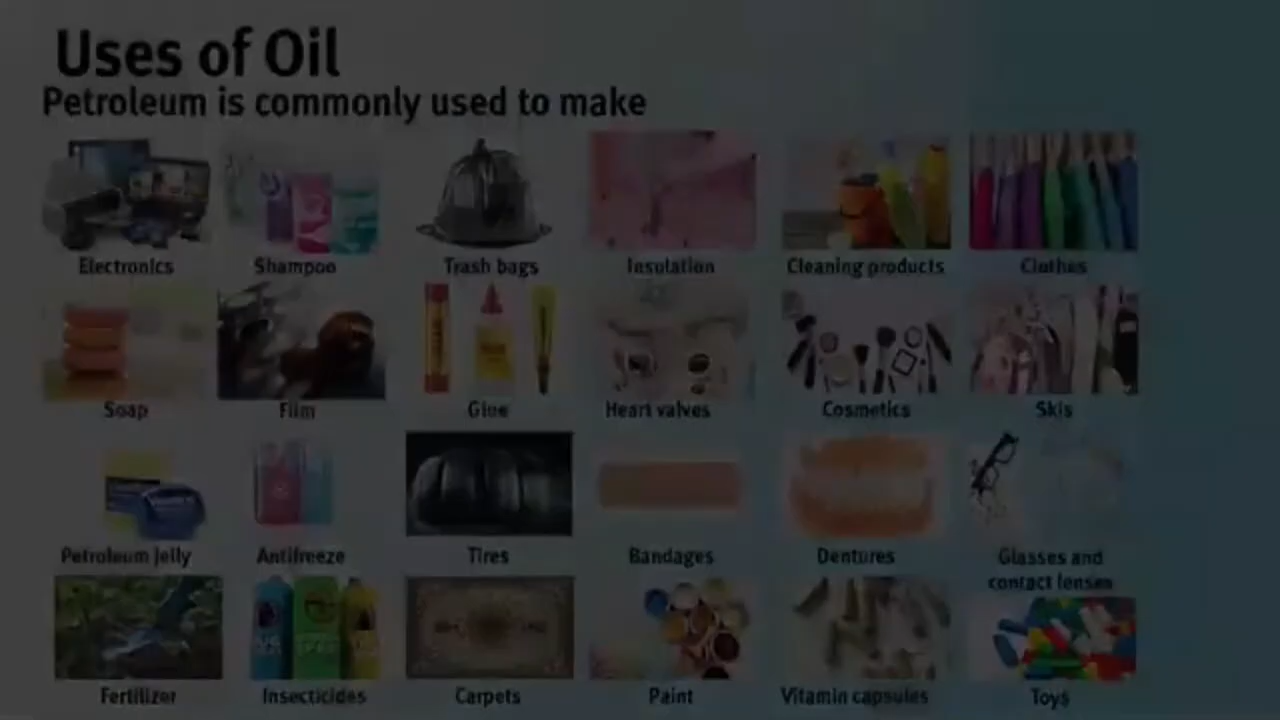 Uses of Oil
Petroleum is commonly used to make
Electronics
Shampoo
Trash bags
Insulation
Cleaning products
Clothes
Soap
Film
Glue
Heart valves
Cosmetics
Skis
Petroleum jelly
Antifreeze
Tires
Bandages
Dentures
Glasses and
contact lenses
Fertilizer
Insecticides
Carpets
Paint
Vitamin capsules
Toys